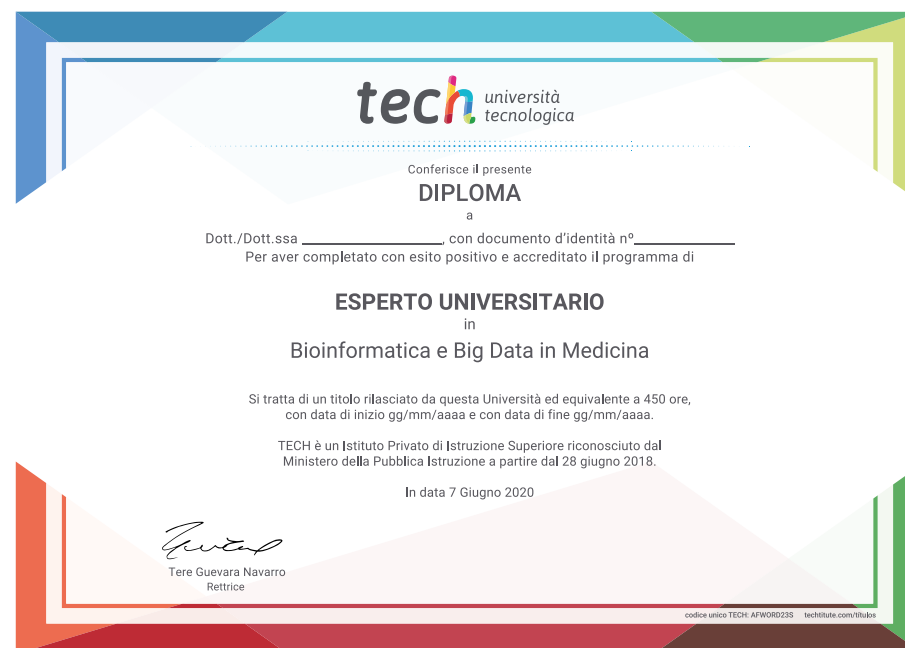 tech università
tecnologica
Conferisce il presente
DIPLOMA
a
Dott./Dott.ssa ____________________, con documento d'identità nº______________
Per aver completato con esito positivo e accreditato il programma di
ESPERTO UNIVERSITARIO
in
Bioinformatica e Big Data in Medicina
Si tratta di un titolo rilasciato da questa Università ed equivalente a 450 ore,
con data di inizio gg/mm/aaaa e con data di fine gg/mm/aaaa.
TECH è un Istituto Privato di Istruzione Superiore riconosciuto dal
Ministero della Pubblica Istruzione a partire dal 28 giugno 2018.
In data 7 Giugno 2020
Tere Guevara Navarro
Rettrice
codice unico TECH: AFWORD23S techtitute.com/títulos